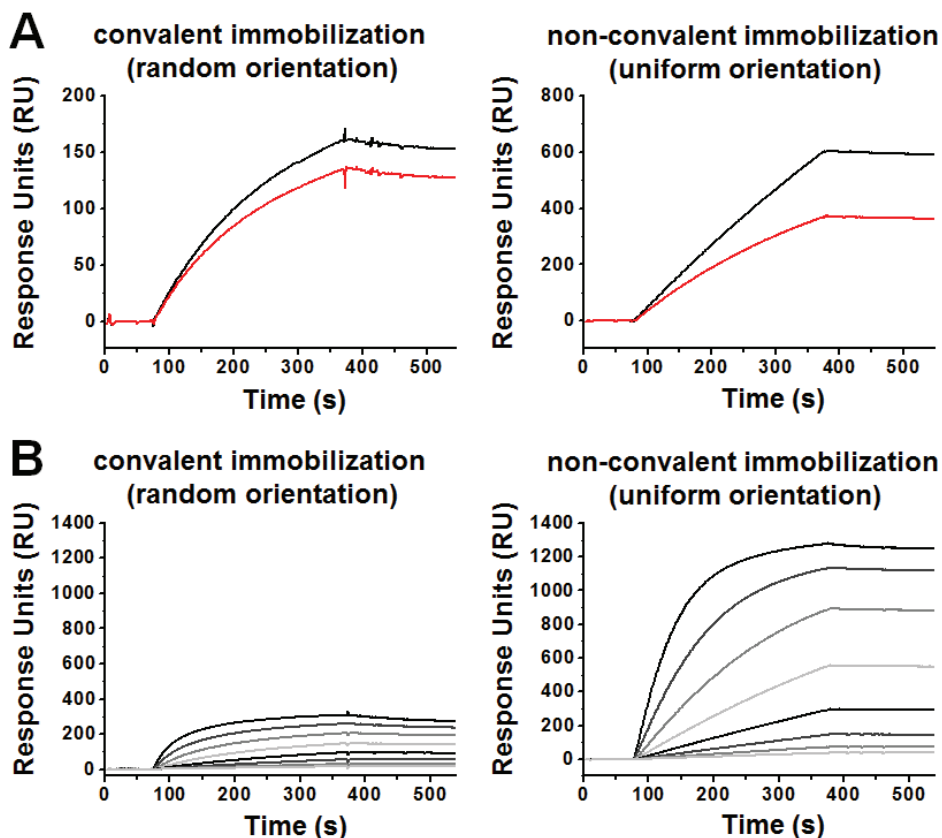 A
convalent immobilization
(random orientation)
Response Units (RU)
200
150
100
50
0
0 100 200 300 400 500
Time (s)
non-convalent immobilization
(uniform orientation)
Response Units (RU)
800
600
400
200
0
0 100 200 300 400 500
Time (s)
B
convalent immobilization
(random orientation)
Response Units (RU)
1400
1200
1000
800
600
400
200
0
0 100 200 300 400 500
Time (s)
non-convalent immobilization
(uniform orientation)
Response Units (RU)
1400
1200
1000
800
600
400
200
0
0 100 200 300 400 500
Time (s)